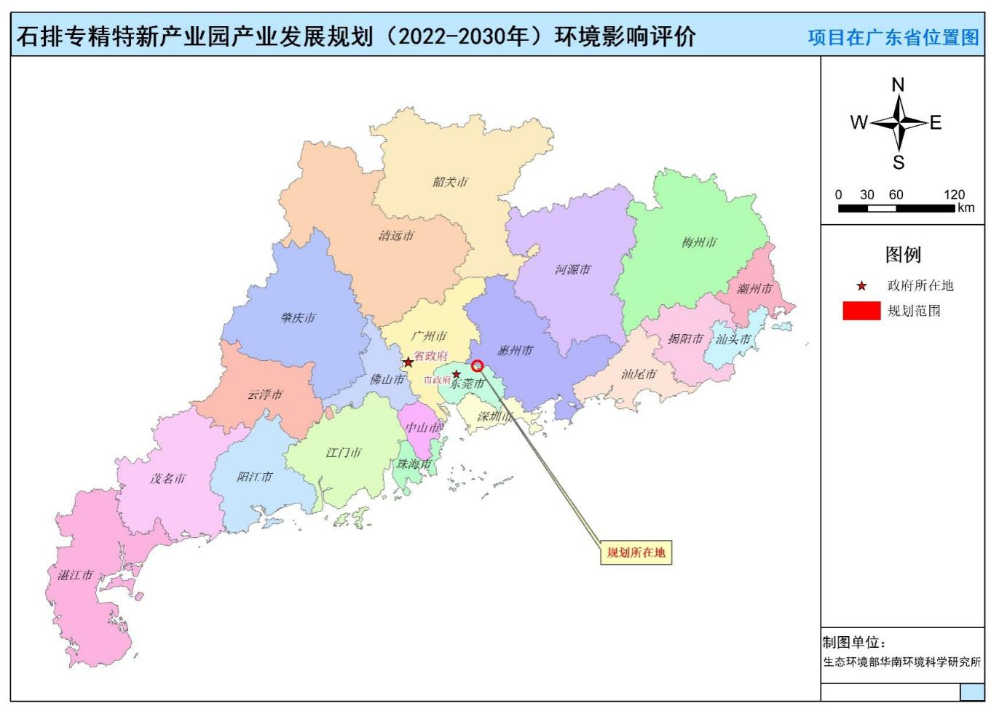 石排专精特新产业园产业发展规划（2022-2030年）环境影响评价
项目在广东省位置图
N
W
E
S
0 30 60 120
km
图例
政府所在地
规划范围
韶关市
清远市
梅州市
河源市
潮州市
肇庆市
广州市
揭阳市
汕头市
惠州市
省政府
汕尾市
佛山市
市政府
东莞市
云浮市
深圳市
中山市
江门市
珠海市
茂名市
阳江市
规划所在地
湛江市
制图单位：
生态环境部华南环境科学研究所